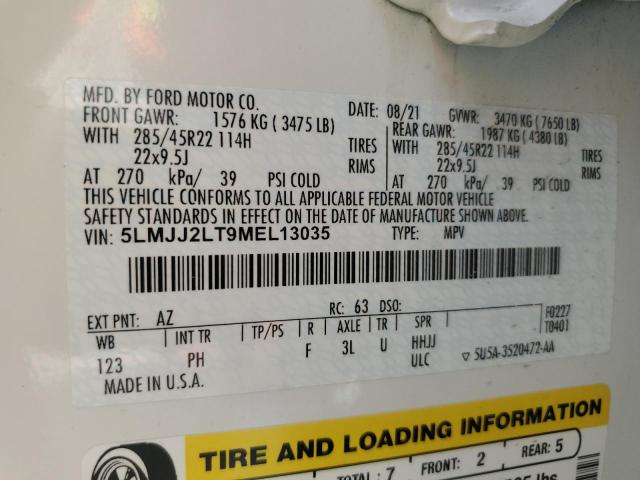 MFD. BY FORD MOTOR CO.
DATE: 08/21 GVWR: 3470 KG (7650 LB)
FRONT GAWR: 1576 KG (3475 LB)
REAR GAWR: 1987 KG (4380 LB)
WITH 285/45R22 114H TIRES
WITH 285/45R22 114H TIRES
22x9.5J RIMS
22x9.5J RIMS
AT 270 kPa/ 39 PSI COLD
AT 270 kPa/ 39 PSI COLD
THIS VEHICLE CONFORMS TO ALL APPLICABLE FEDERAL MOTOR VEHICLE
SAFETY STANDARDS IN EFFECT ON THE DATE OF MANUFACTURE SHOWN ABOVE.
VIN: 5LMJJ2LT9MEL13035 TYPE: MPV
EXT PNT: AZ RC: 63 DSO: F0227
T0401
WB INT TR TP/PS R AXLE TR SPR
123 PH F 3L U HHJJ
ULC ▽ 5U5A-3520472-AA
MADE IN U.S.A.
TIRE AND LOADING INFORMATION
TOTAL: 7 FRONT: 2 REAR: 5
lbs.